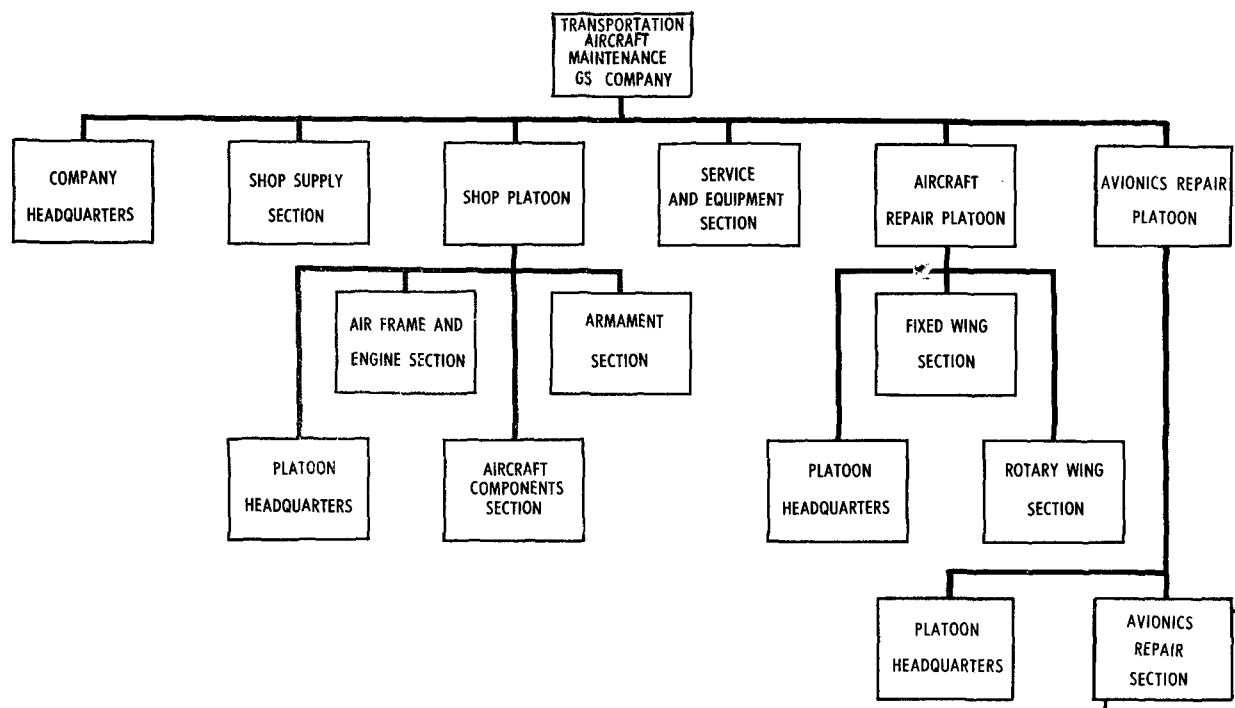 TRANSPORTATION
AIRCRAFT
MAINTENANCE
GS COMPANY
COMPANY
HEADQUARTERS
SHOP SUPPLY
SECTION
SHOP PLATOON
SERVICE
AND EQUIPMENT
SECTION
AIRCRAFT
REPAIR PLATOON
AVIONICS REPAIR
PLATOON
AIR FRAME AND
ENGINE SECTION
ARMAMENT
SECTION
FIXED WING
SECTION
PLATOON
HEADQUARTERS
AIRCRAFT
COMPONENTS
SECTION
PLATOON
HEADQUARTERS
ROTARY WING
SECTION
PLATOON
HEADQUARTERS
AVIONICS
REPAIR
SECTION